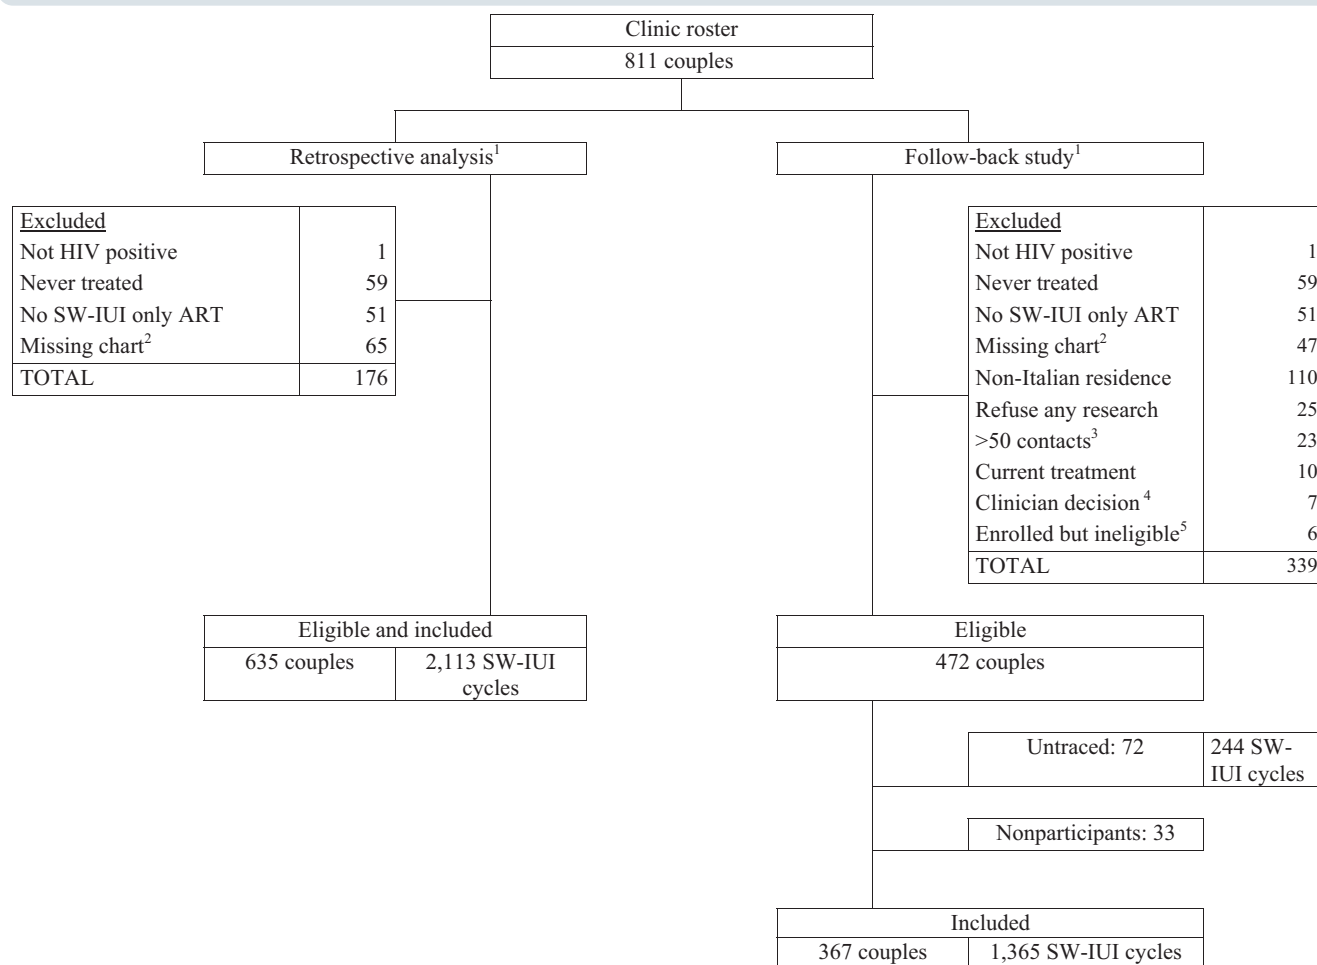 Clinic roster
811 couples
Retrospective analysis1
Follow-back study1
Excluded
Not HIV positive 1
Never treated 59
No SW-IUI only ART 51
Missing chart2 65
TOTAL 176
Excluded
Not HIV positive 1
Never treated 59
No SW-IUI only ART 51
Missing chart2 47
Non-Italian residence 110
Refuse any research 25
>50 contacts3 23
Current treatment 10
Clinician decision 4 7
Enrolled but ineligible5 6
TOTAL 339
Eligible and included
635 couples 2,113 SW-IUI
cycles
Eligible
472 couples
Untraced: 72 244 SW-
IUI cycles
Nonparticipants: 33
Included
367 couples 1,365 SW-IUI cycles